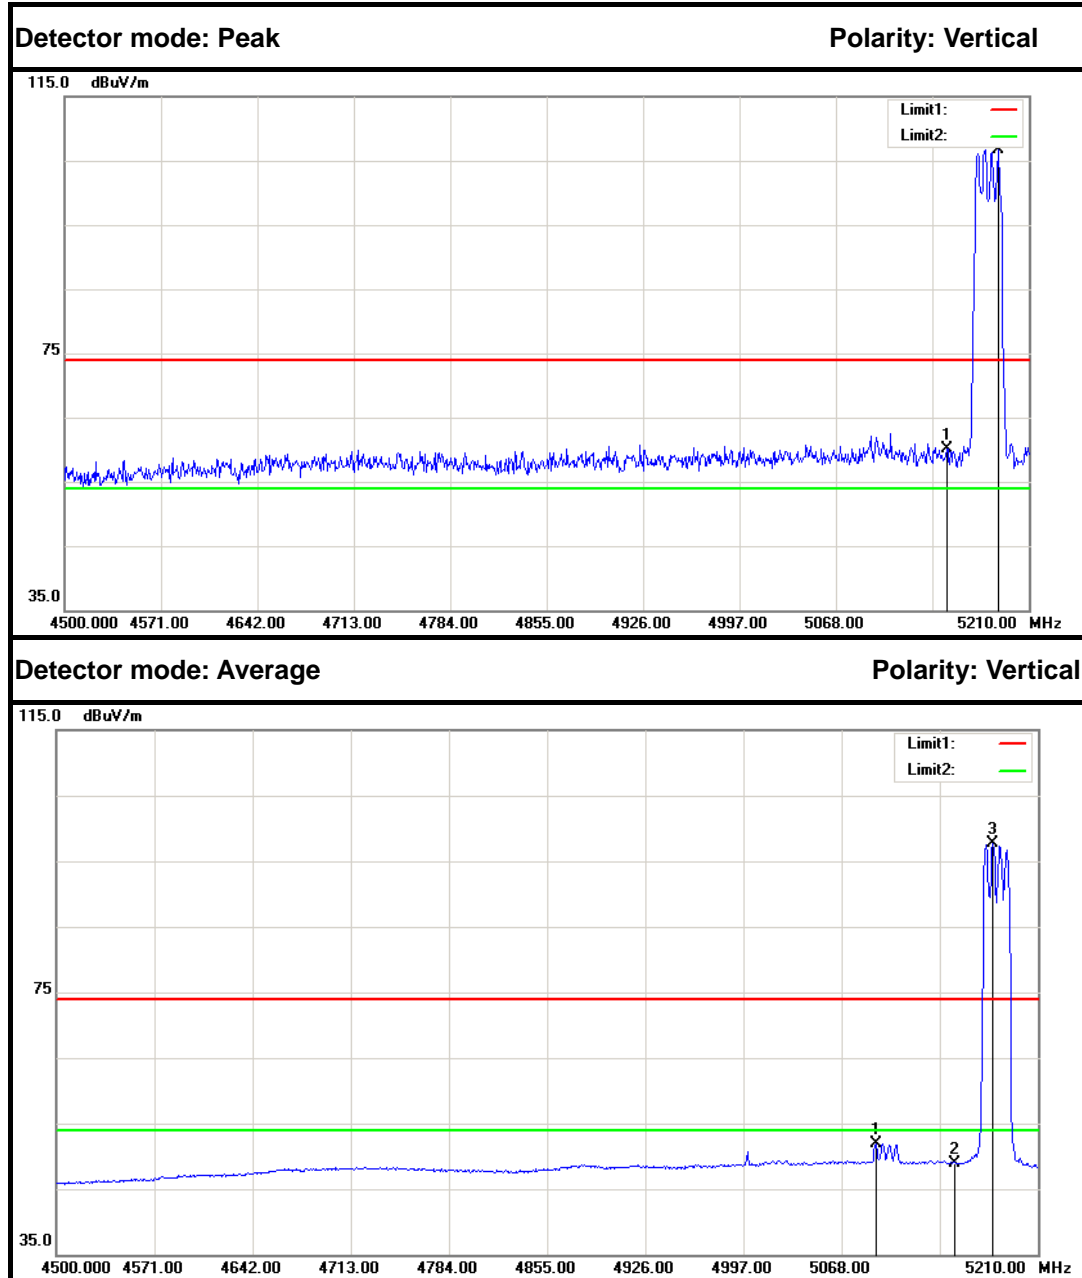 Detector mode: Peak Polarity: Vertical
115.0 dBuV/m
Limit1:
Limit2:
75
1
35.0
4500.000 4571.00 4642.00 4713.00 4784.00 4855.00 4926.00 4997.00 5068.00 5210.00 MHz
Detector mode: Average Polarity: Vertical
115.0 dBuV/m
Limit1:
Limit2:
3
75
1
2
35.0
4500.000 4571.00 4642.00 4713.00 4784.00 4855.00 4926.00 4997.00 5068.00 5210.00 MHz